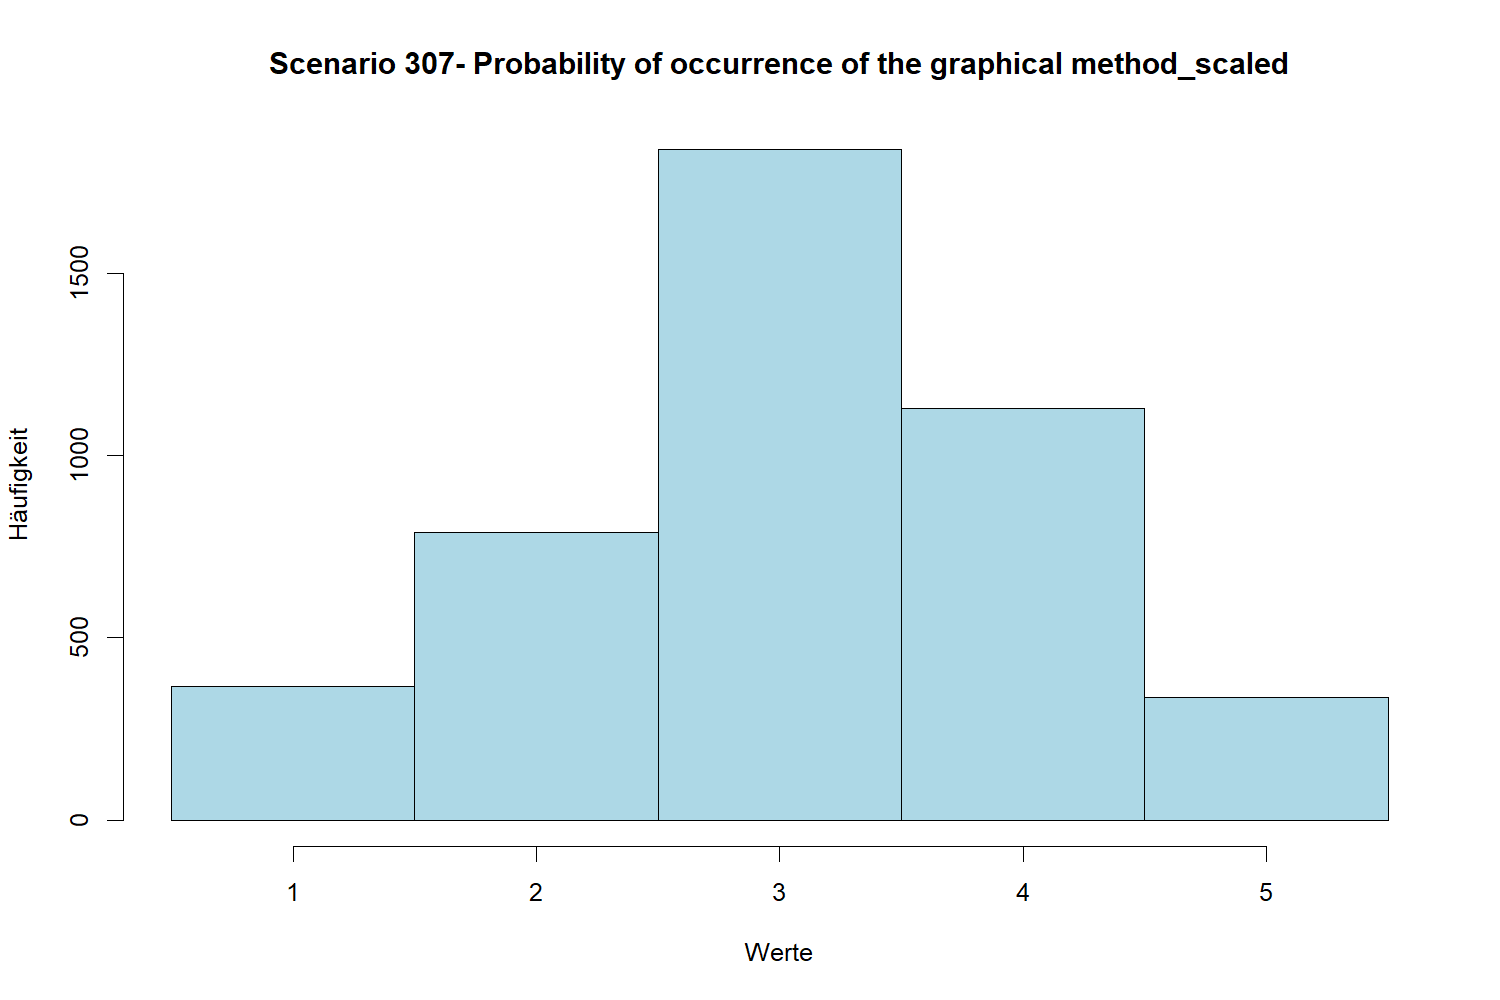 Scenario 307- Probability of occurrence of the graphical method_scaled
Häufigkeit
1500
1000
500
0
1 2 3 4 5
Werte